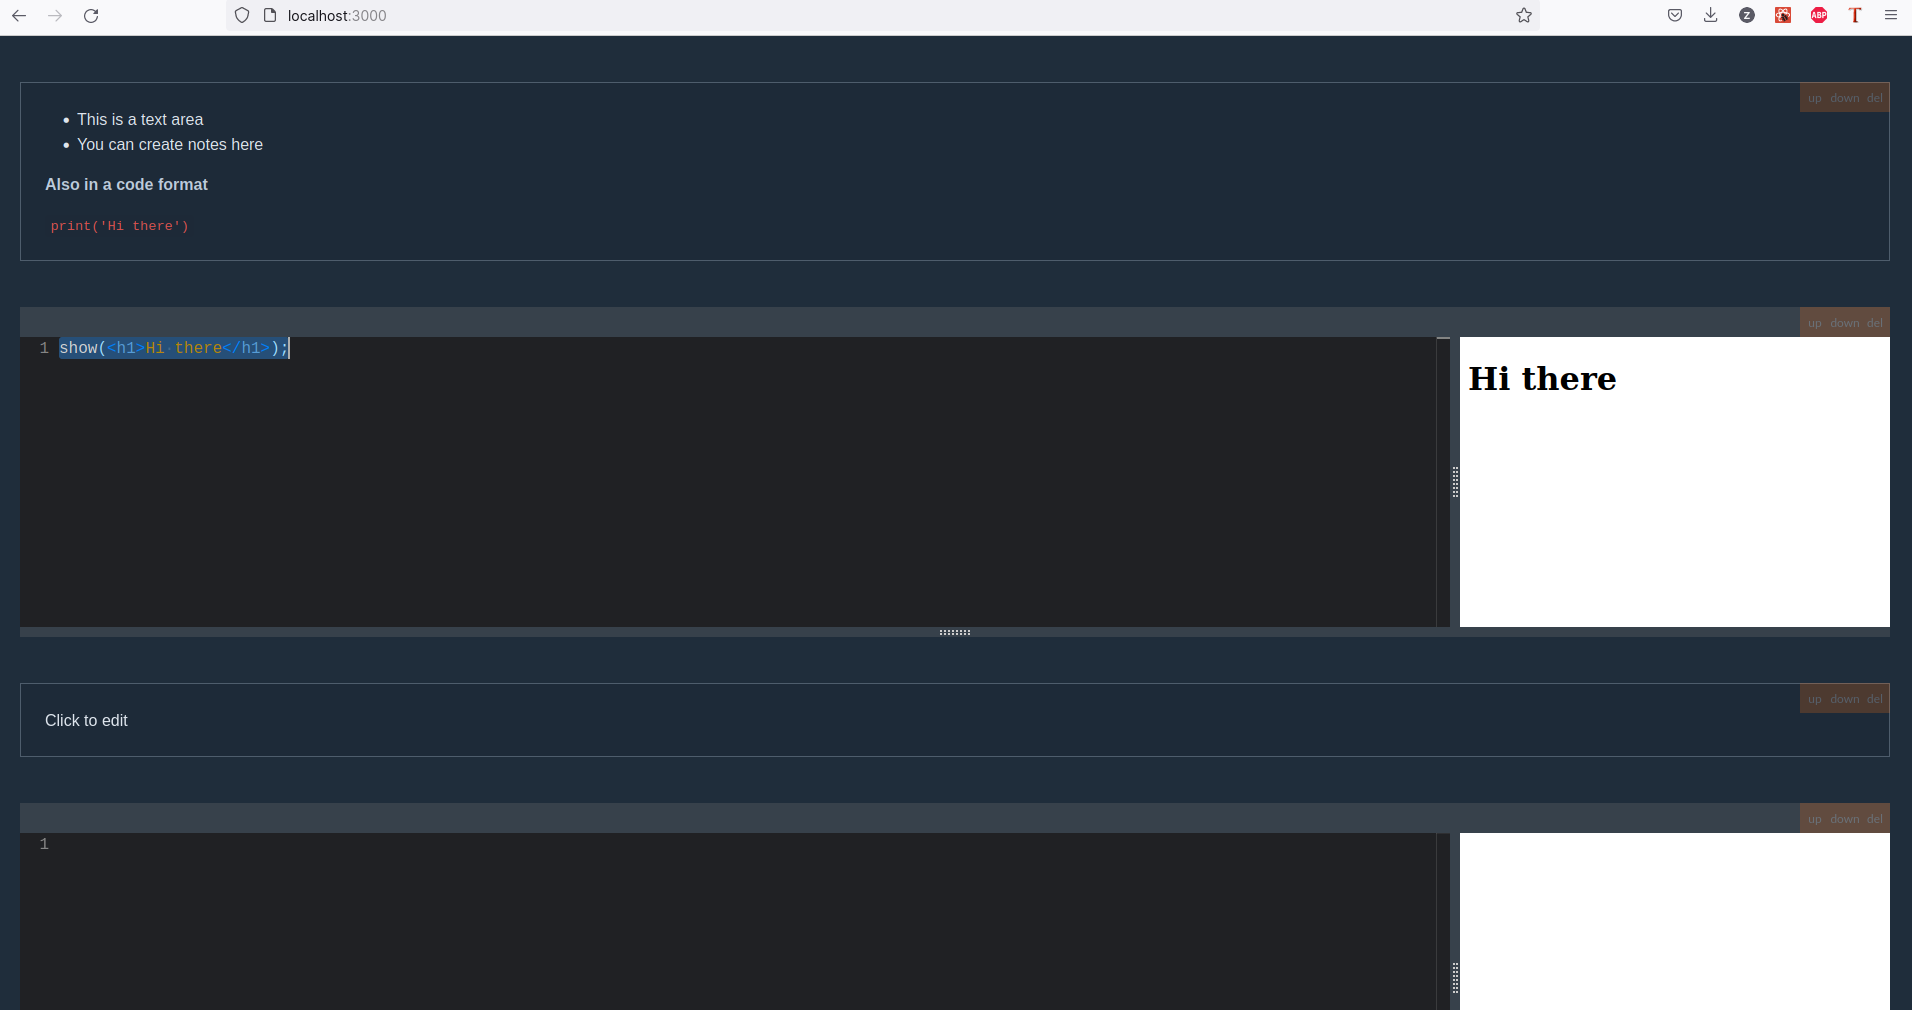 localhost:3000
Z
ABP
T
up down del
This is a text area
You can create notes here
Also in a code format
print('Hi there')
up down del
1 show(<h1>Hi there</h1>);
Hi there
up down del
Click to edit
up down del
1